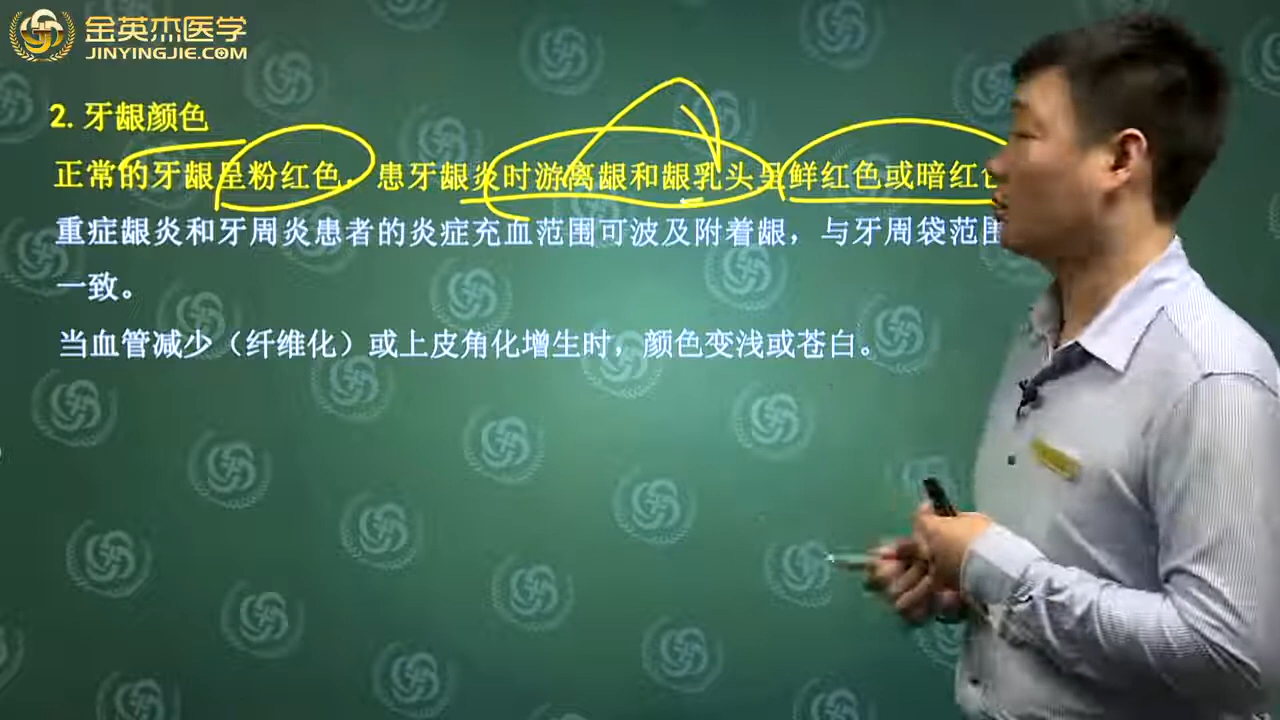 金英杰医学
JINYINGJIE.COM
2. 牙龈颜色
正常的牙龈呈粉红色，患牙龈炎时游离龈和龈乳头呈鲜红色或暗红色
重症龈炎和牙周炎患者的炎症充血范围可波及附着龈，与牙周袋范围
一致。
当血管减少（纤维化）或上皮角化增生时，颜色变浅或苍白。